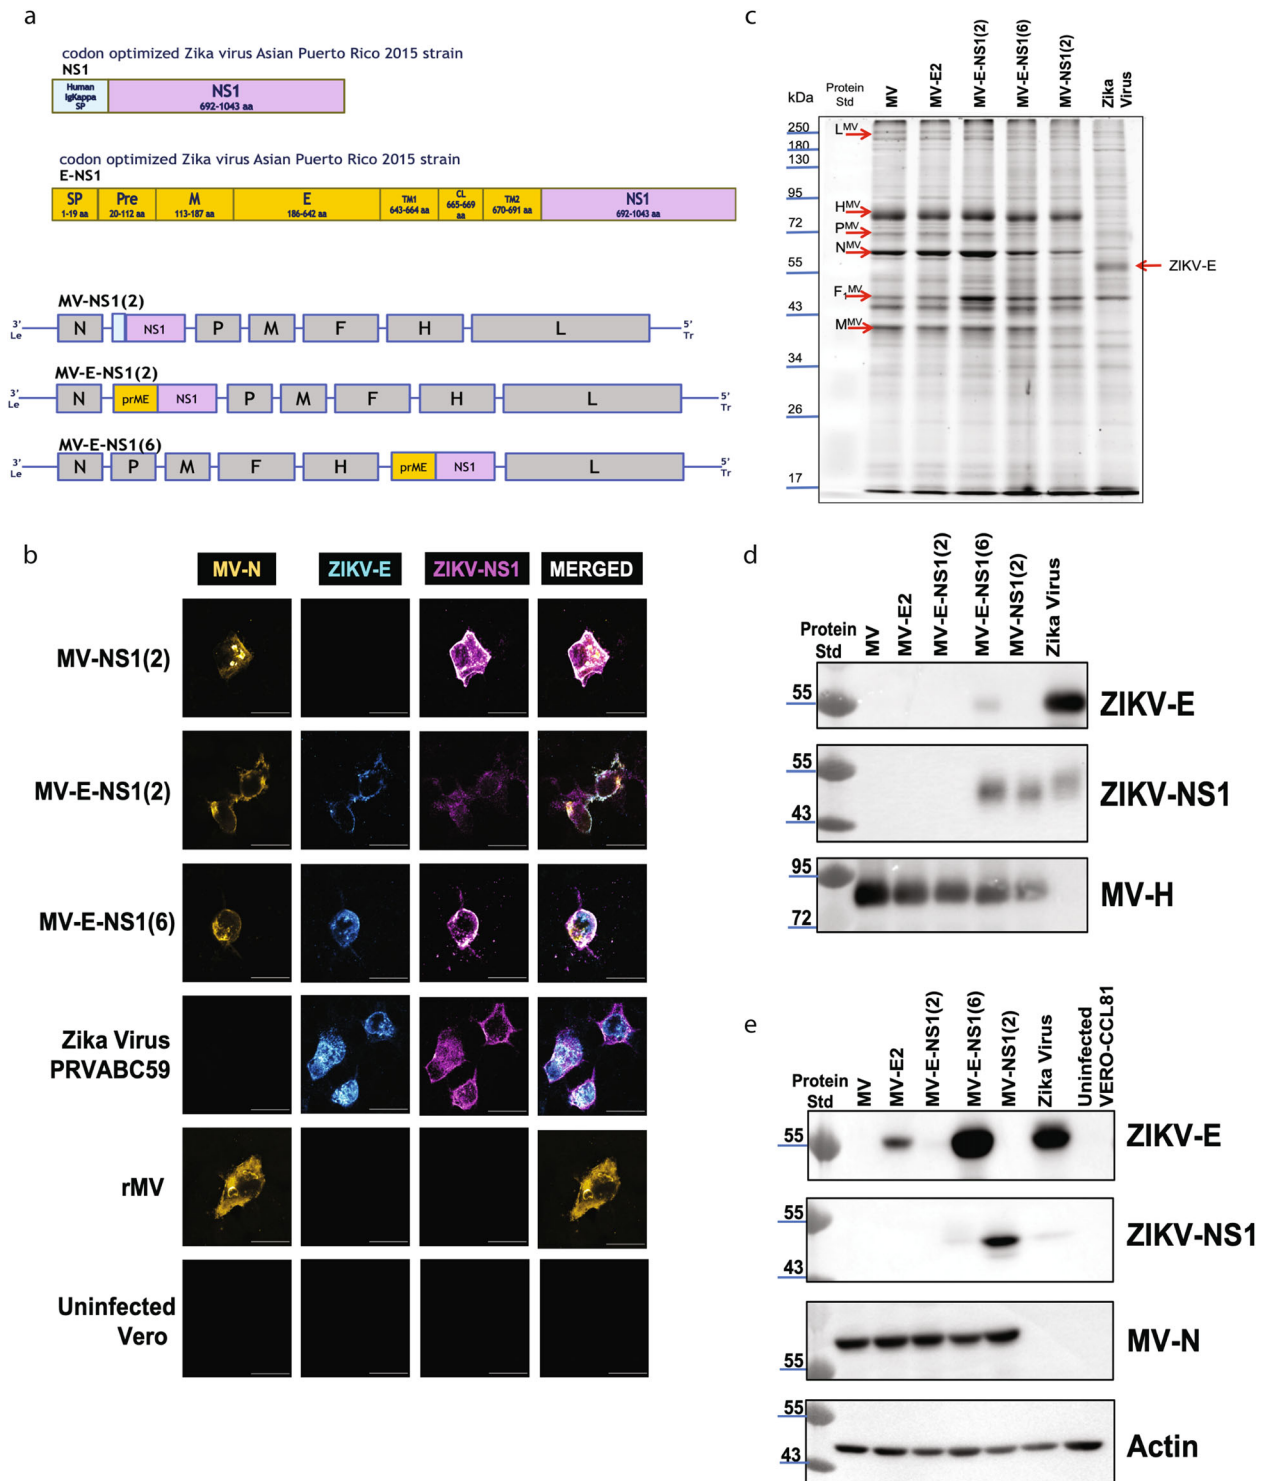 a
codon optimized Zika virus Asian Puerto Rico 2015 strain
NS1
Human
IgKappa
SP
NS1
692-1043 aa
codon optimized Zika virus Asian Puerto Rico 2015 strain
E-NS1
SP
1-19 aa
Pre
20-112 aa
M
113-187 aa
E
186-642 aa
TM1
643-664 aa
CL
665-669
aa
TM2
670-691 aa
NS1
692-1043 aa
MV-NS1(2)
3'
Le
N
NS1
P
M
F
H
L
5'
Tr
MV-E-NS1(2)
3'
Le
N
prME
NS1
P
M
F
H
L
5'
Tr
MV-E-NS1(6)
3'
Le
N
P
M
F
H
prME
NS1
L
5'
Tr
b
MV-N
ZIKV-E
ZIKV-NS1
MERGED
MV-NS1(2)
MV-E-NS1(2)
MV-E-NS1(6)
Zika Virus
PRVABC59
rMV
Uninfected
Vero
c
kDa
Protein
Std
MV
MV-E2
MV-E-NS1(2)
MV-E-NS1(6)
MV-NS1(2)
Zika
Virus
250
180
130
95
72
55
43
34
26
17
LMV
HMV
PMV
NMV
F1MV
MMV
ZIKV-E
d
Protein
Std
MV
MV-E2
MV-E-NS1(2)
MV-E-NS1(6)
MV-NS1(2)
Zika Virus
55
ZIKV-E
55
43
ZIKV-NS1
95
72
MV-H
e
Protein
Std
MV
MV-E2
MV-E-NS1(2)
MV-E-NS1(6)
MV-NS1(2)
Zika Virus
Uninfected
VERO-CCL81
55
ZIKV-E
55
43
ZIKV-NS1
55
MV-N
55
43
Actin